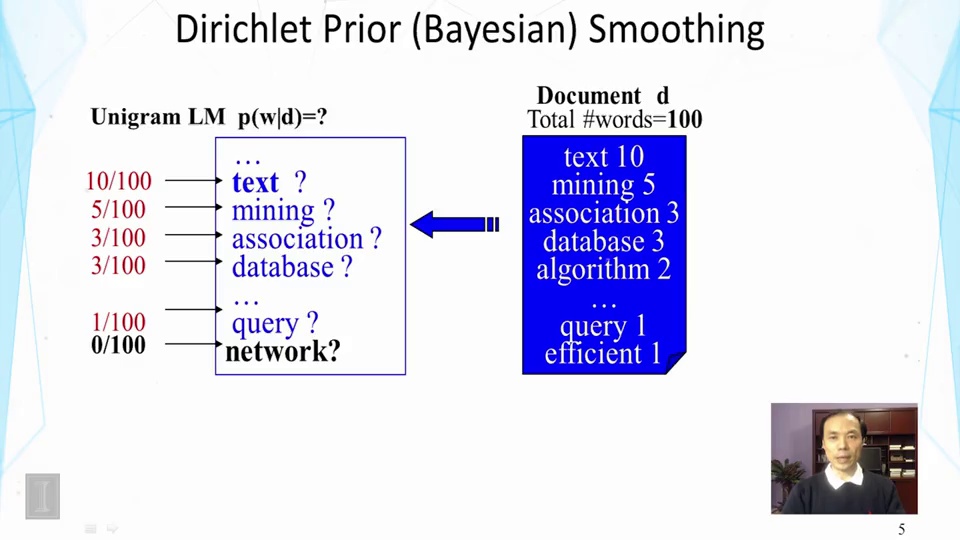 Dirichlet Prior (Bayesian) Smoothing
Unigram LM p(w|d)=?
Document d
Total #words=100
10/100
5/100
3/100
3/100
1/100
0/100
…
text ?
mining ?
association ?
database ?
…
query ?
network?
text 10
mining 5
association 3
database 3
algorithm 2
…
query 1
efficient 1
I
5